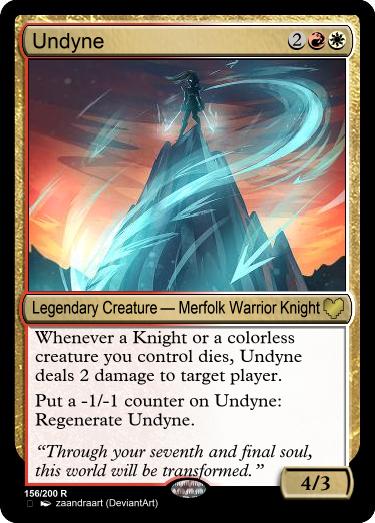 Undyne 2
Legendary Creature — Merfolk Warrior Knight
Whenever a Knight or a colorless
creature you control dies, Undyne
deals 2 damage to target player.
Put a -1/-1 counter on Undyne:
Regenerate Undyne.
“Through your seventh and final soul,
this world will be transformed.”
4/3
156/200 R
zaandraart (DeviantArt)